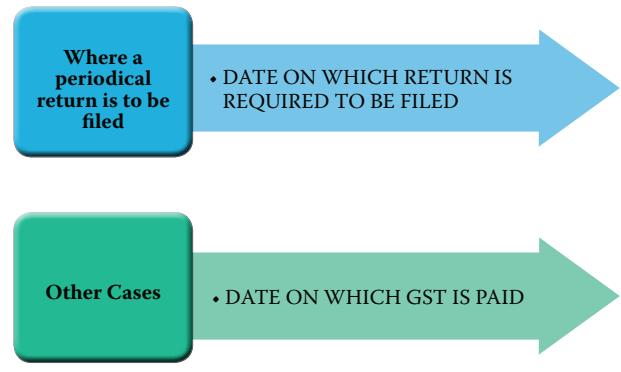 Where a
periodical
return is to be
filed
• DATE ON WHICH RETURN IS
REQUIRED TO BE FILED
Other Cases
• DATE ON WHICH GST IS PAID